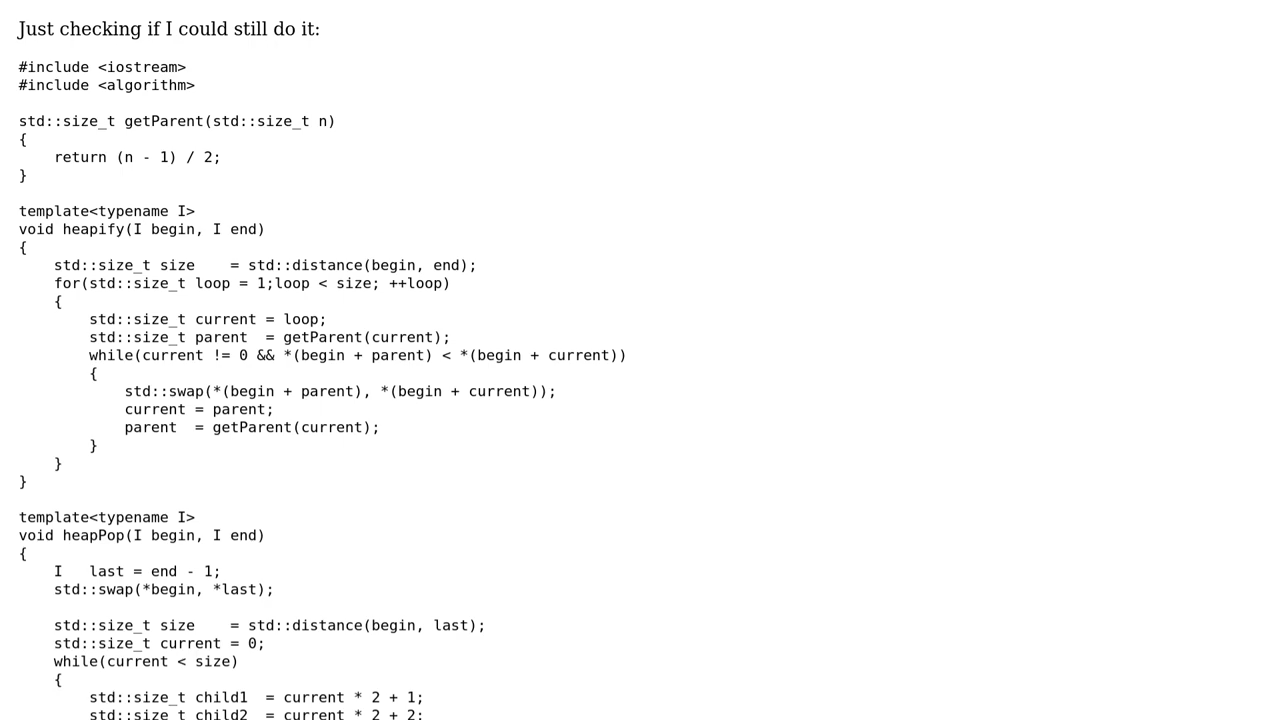 Just checking if I could still do it:
#include <iostream>
#include <algorithm>
std::size_t getParent(std::size_t n)
{
    return (n - 1) / 2;
}
template<typename I>
void heapify(I begin, I end)
{
    std::size_t size    = std::distance(begin, end);
    for(std::size_t loop = 1;loop < size; ++loop)
    {
        std::size_t current = loop;
        std::size_t parent  = getParent(current);
        while(current != 0 && *(begin + parent) < *(begin + current))
        {
            std::swap(*(begin + parent), *(begin + current));
            current = parent;
            parent  = getParent(current);
        }
    }
}
template<typename I>
void heapPop(I begin, I end)
{
    I   last = end - 1;
    std::swap(*begin, *last);
    std::size_t size    = std::distance(begin, last);
    std::size_t current = 0;
    while(current < size)
    {
        std::size_t child1  = current * 2 + 1;
        std::size_t child2  = current * 2 + 2;